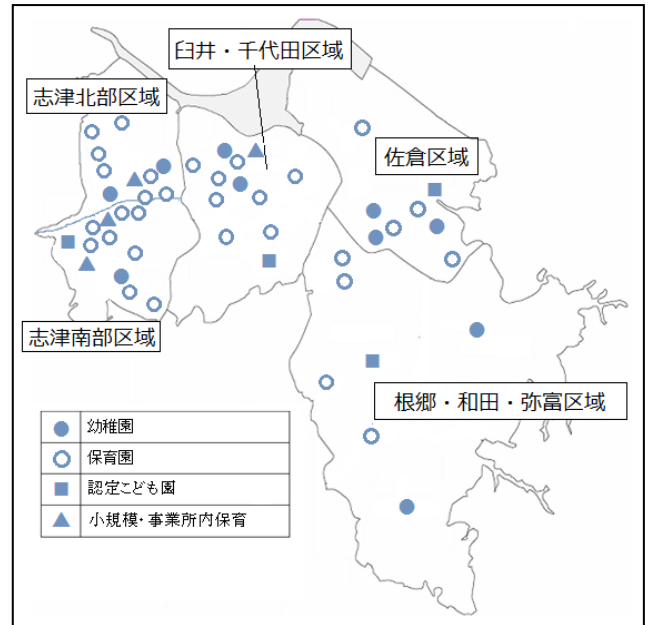 臼井・千代田区域
志津北部区域
佐倉区域
志津南部区域
根郷・和田・弥富区域
幼稚園
保育園
認定こども園
小規模・事業所内保育